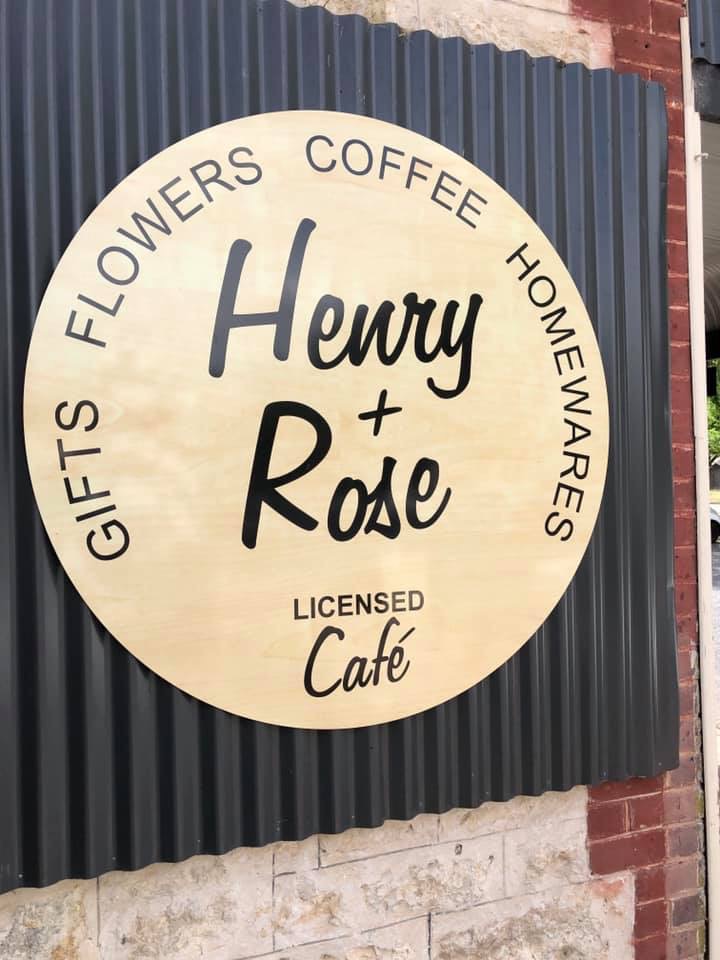 GIFTS FLOWERS COFFEE HOMEWARES
Henry
+
Rose
LICENSED
Café